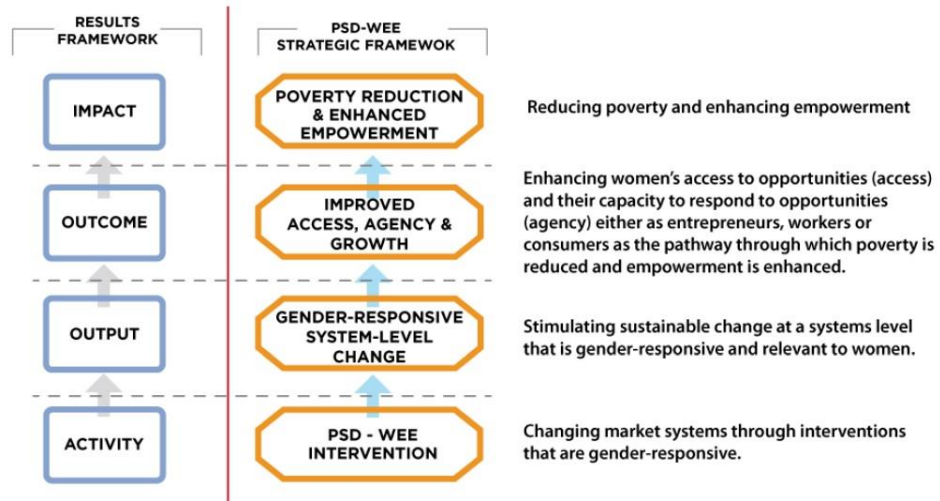 RESULTS
FRAMEWORK
PSD-WEE
STRATEGIC FRAMEWOK
IMPACT
POVERTY REDUCTION
& ENHANCED
EMPOWERMENT
Reducing poverty and enhancing empowerment
OUTCOME
IMPROVED
ACCESS, AGENCY &
GROWTH
Enhancing women's access to opportunities (access)
and their capacity to respond to opportunities
(agency) either as entrepreneurs, workers or
consumers as the pathway through which poverty is
reduced and empowerment is enhanced.
OUTPUT
GENDER-RESPONSIVE
SYSTEM-LEVEL
CHANGE
Stimulating sustainable change at a systems level
that is gender-responsive and relevant to women.
ACTIVITY
PSD - WEE
INTERVENTION
Changing market systems through interventions
that are gender-responsive.